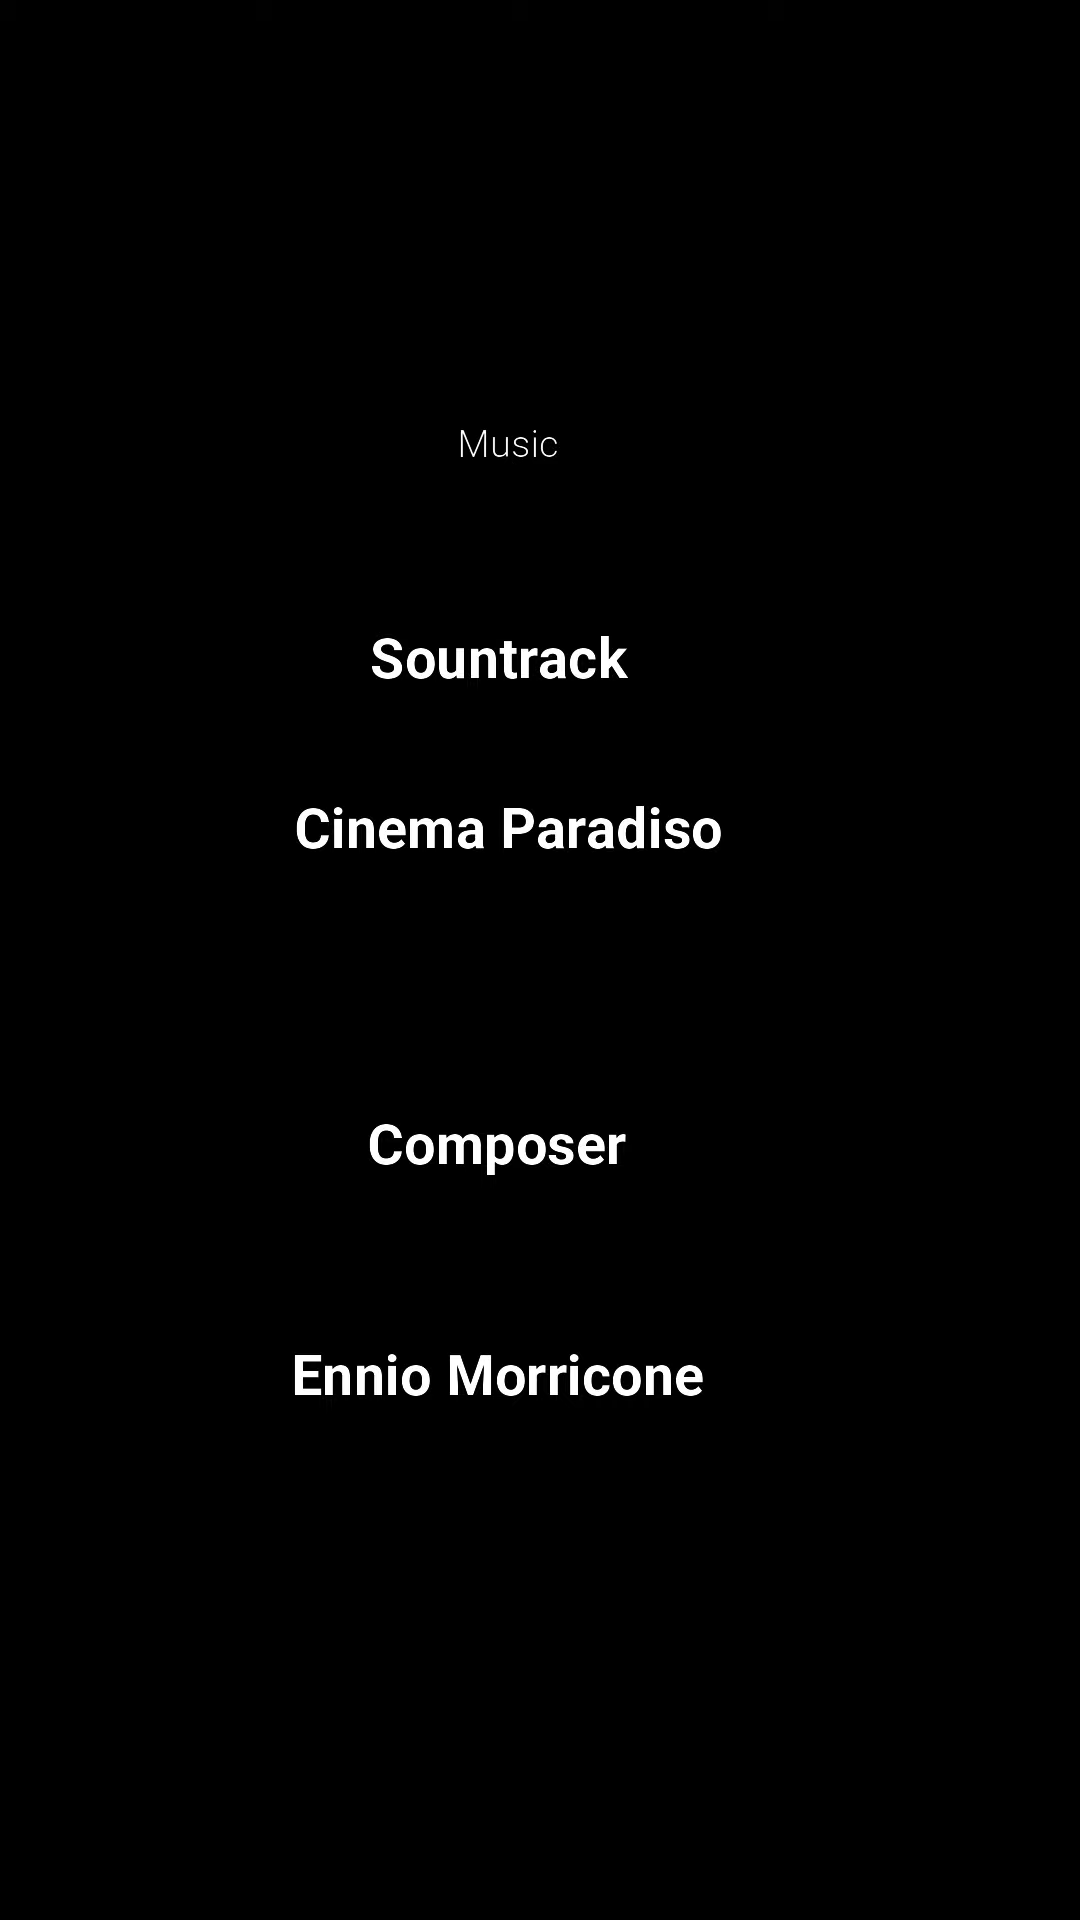 Music
Sountrack
Cinema Paradiso
Composer
Ennio Morricone